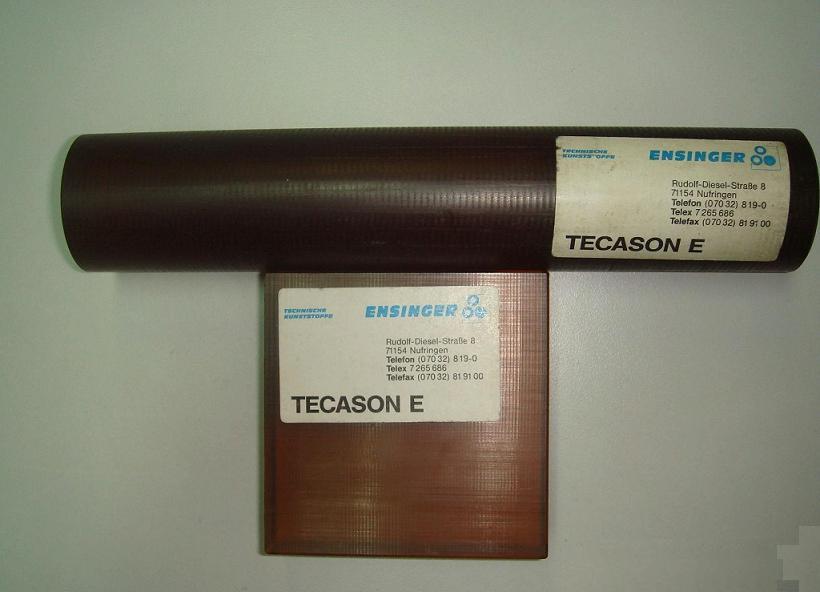 TECHNISCHE
KUNSTSTOFFE
ENSINGER
Rudolf-Diesel-Straße 8
71154 Nufringen
Telefon (070 32) 819-0
Telex 7 265 686
Telefax (070 32) 81 91 00
TECASON E
TECHNISCHE
KUNSTSTOFFE
ENSINGER
Rudolf-Diesel-Straße 8
71154 Nufringen
Telefon (070 32) 819-0
Telex 7 265 686
Telefax (070 32) 81 91 00
TECASON E